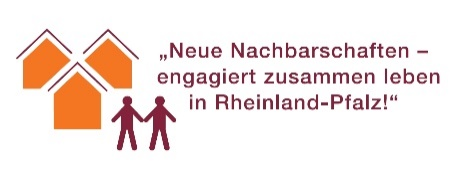 „Neue Nachbarschaften –
engagiert zusammen leben
in Rheinland-Pfalz!“